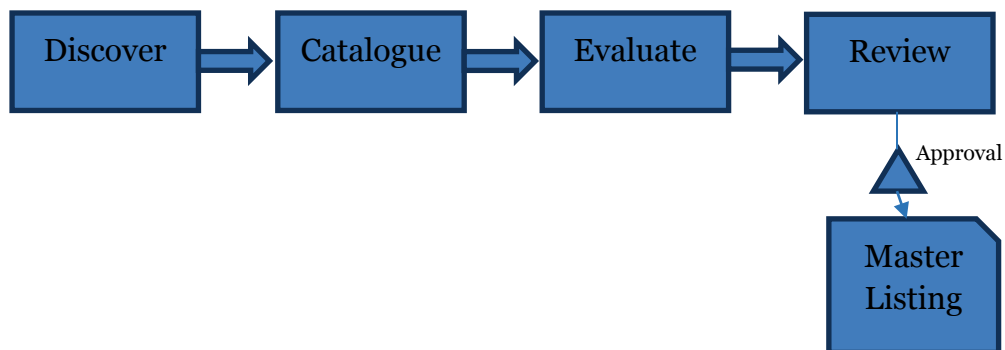 Discover
Catalogue
Evaluate
Review
Approval
Master
Listing